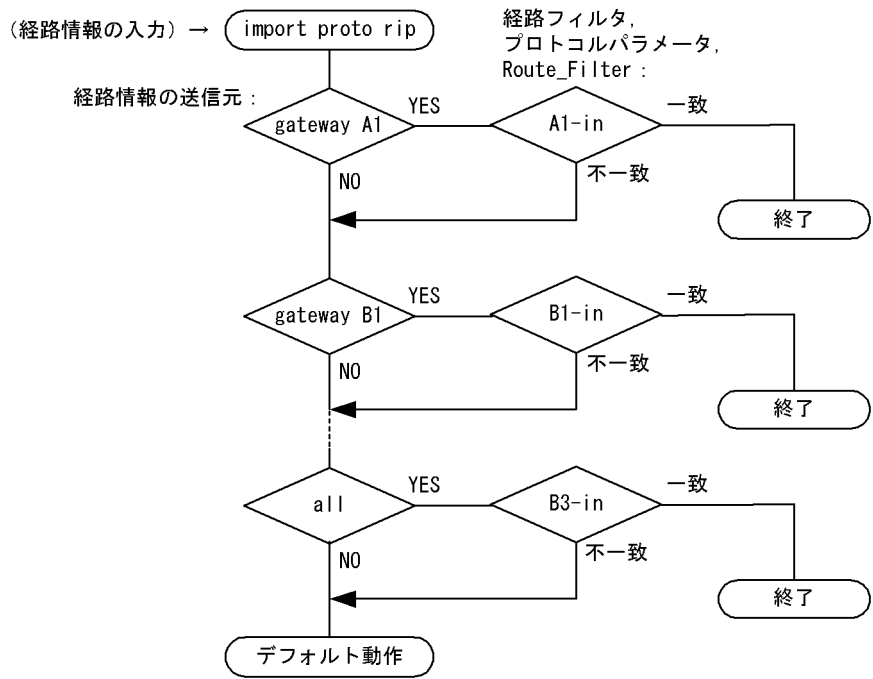 (経路情報の入力) → import proto rip
経路フィルタ,
プロトコルパラメータ,
Route_Filter :
経路情報の送信元 :
gateway A1
YES
A1-in
一致
NO
不一致
終了
gateway B1
YES
B1-in
一致
NO
不一致
終了
all
YES
B3-in
一致
NO
不一致
終了
デフォルト動作